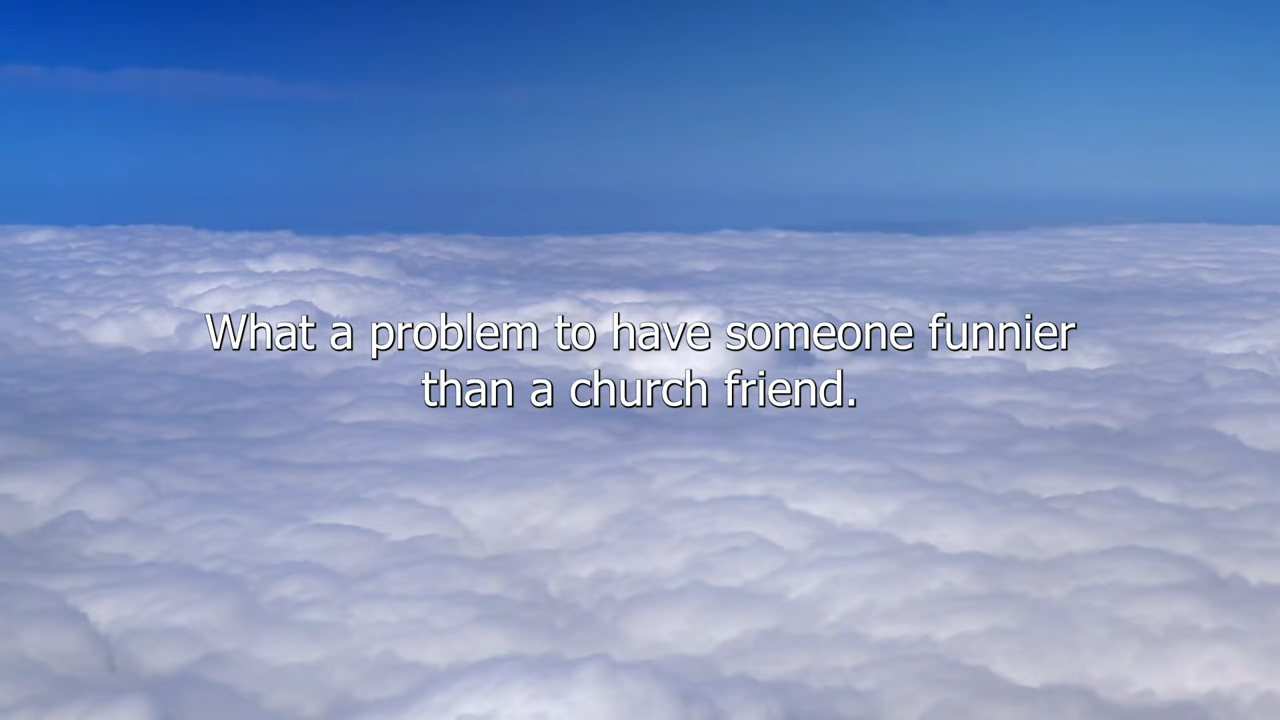 What a problem to have someone funnier
than a church friend.